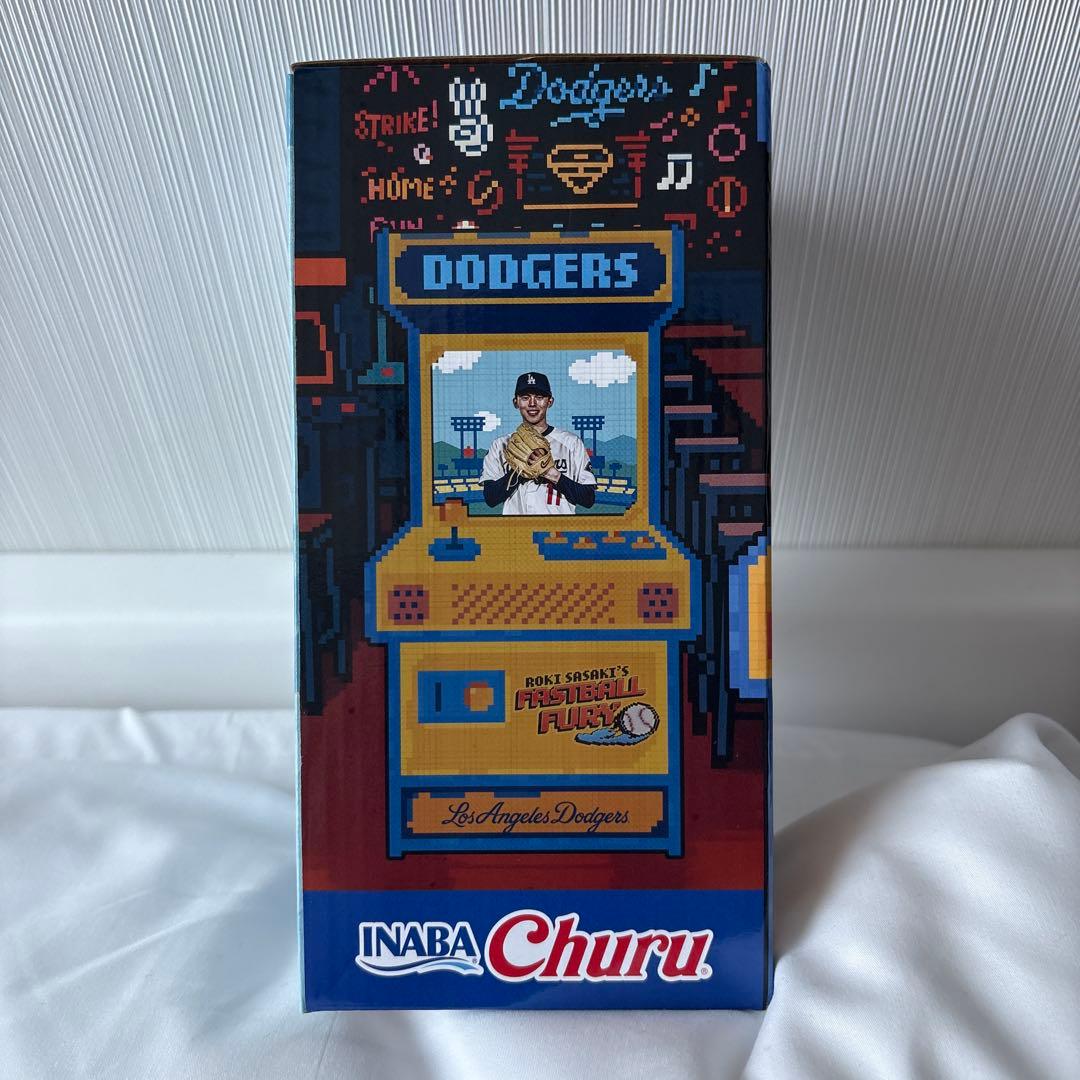 Dodgers
STRIKE!
HOME
RUN
DODGERS
LA
11
ROKI SASAKI'S
FASTBALL
FURY
Los Angeles Dodgers
INABA® Churu®